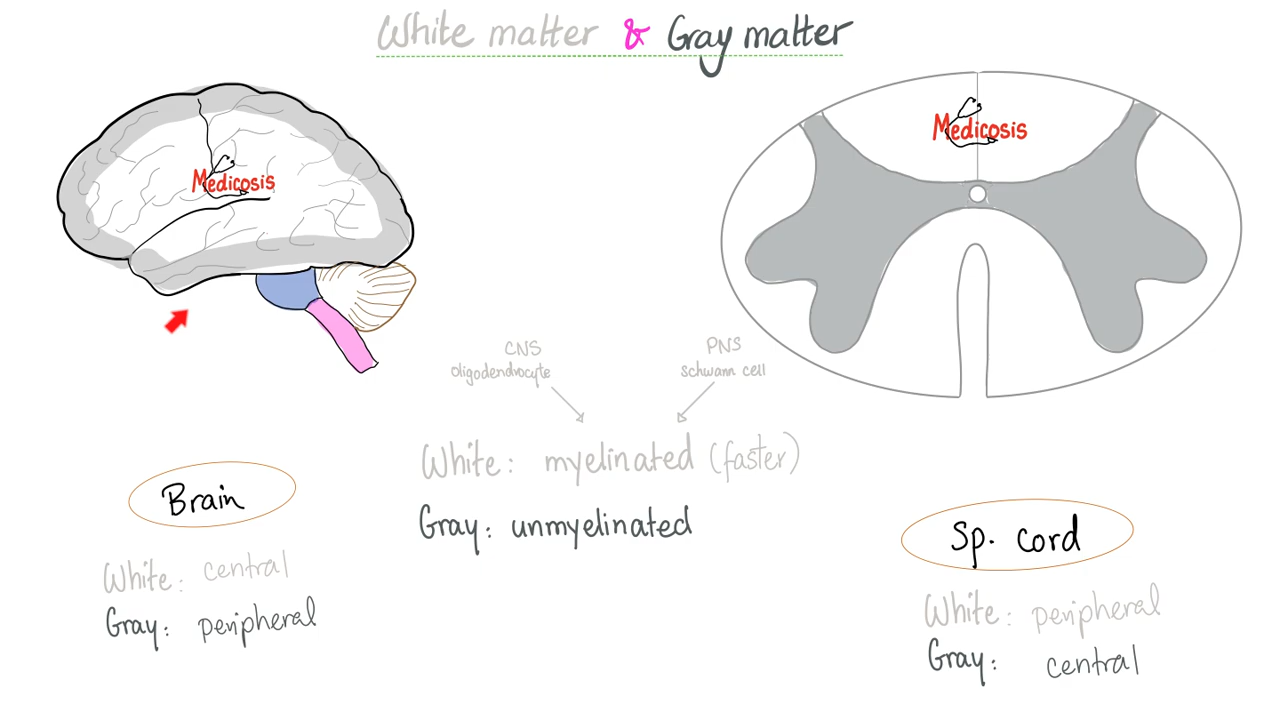 White matter & Gray matter
Medicosis
Medicosis
CNS
oligodendrocyte
PNS
schwann cell
White: myelinated (faster)
Gray: unmyelinated
Brain
White: central
Gray: peripheral
Sp. cord
White: peripheral
Gray: central